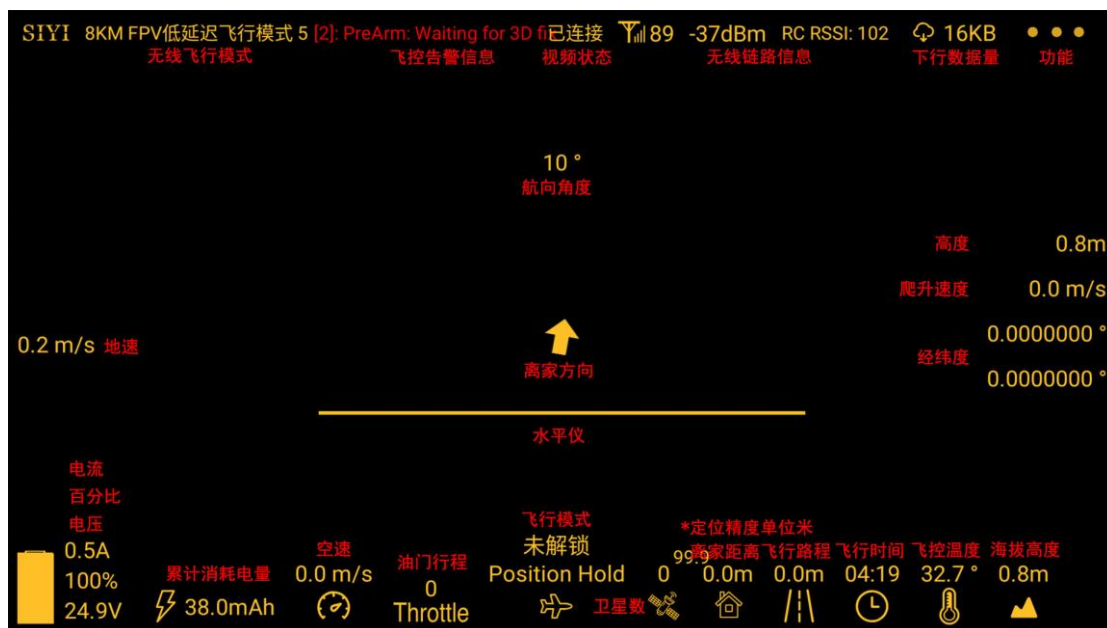 SIYI 8KM FPV低延迟飞行模式 5 [2]: PreArm: Waiting for 3D fix已连接 89 -37dBm RC RSSI: 102 16KB
无线飞行模式 飞控告警信息 视频状态 无线链路信息 下行数据量 功能
10 °
航向角度
高度 0.8m
爬升速度 0.0 m/s
0.2 m/s 地速
经纬度
0.0000000 °
0.0000000 °
离家方向
水平仪
电流
百分比
电压
0.5A
100%
24.9V
累计消耗电量
38.0mAh
空速
0.0 m/s
油门行程
0
Throttle
飞行模式
未解锁
Position Hold
卫星数
0
*定位精度单位米
99.9
离家距离 飞行路程 飞行时间 飞控温度 海拔高度
0.0m 0.0m 04:19 32.7 ° 0.8m